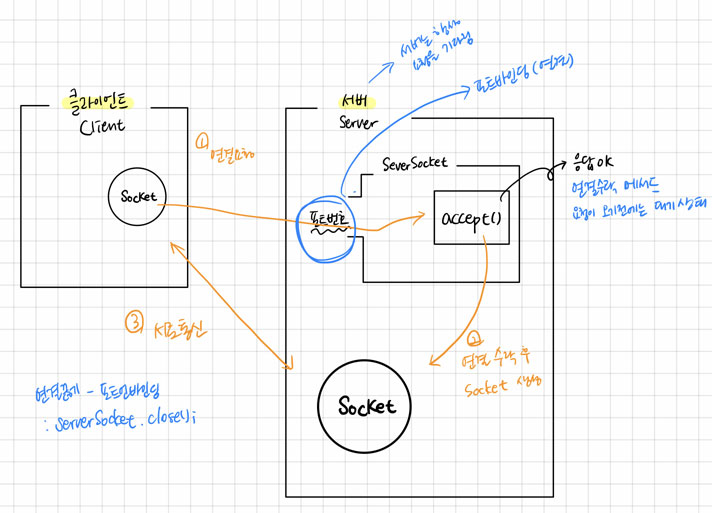 서버는 항상
요청을 기다림
포트바인딩(연결)
클라이언트
Client
서버
Server
① 연결요청
SeverSocket
응답OK
연결수락 메서드
요청이 오기전에는 대기상태
Socket
포트번호
accept()
③ 서로통신
② 연결 수락 후
Socket 생성
연결끊게 - 포트언바인딩
: ServerSocket.close();
Socket